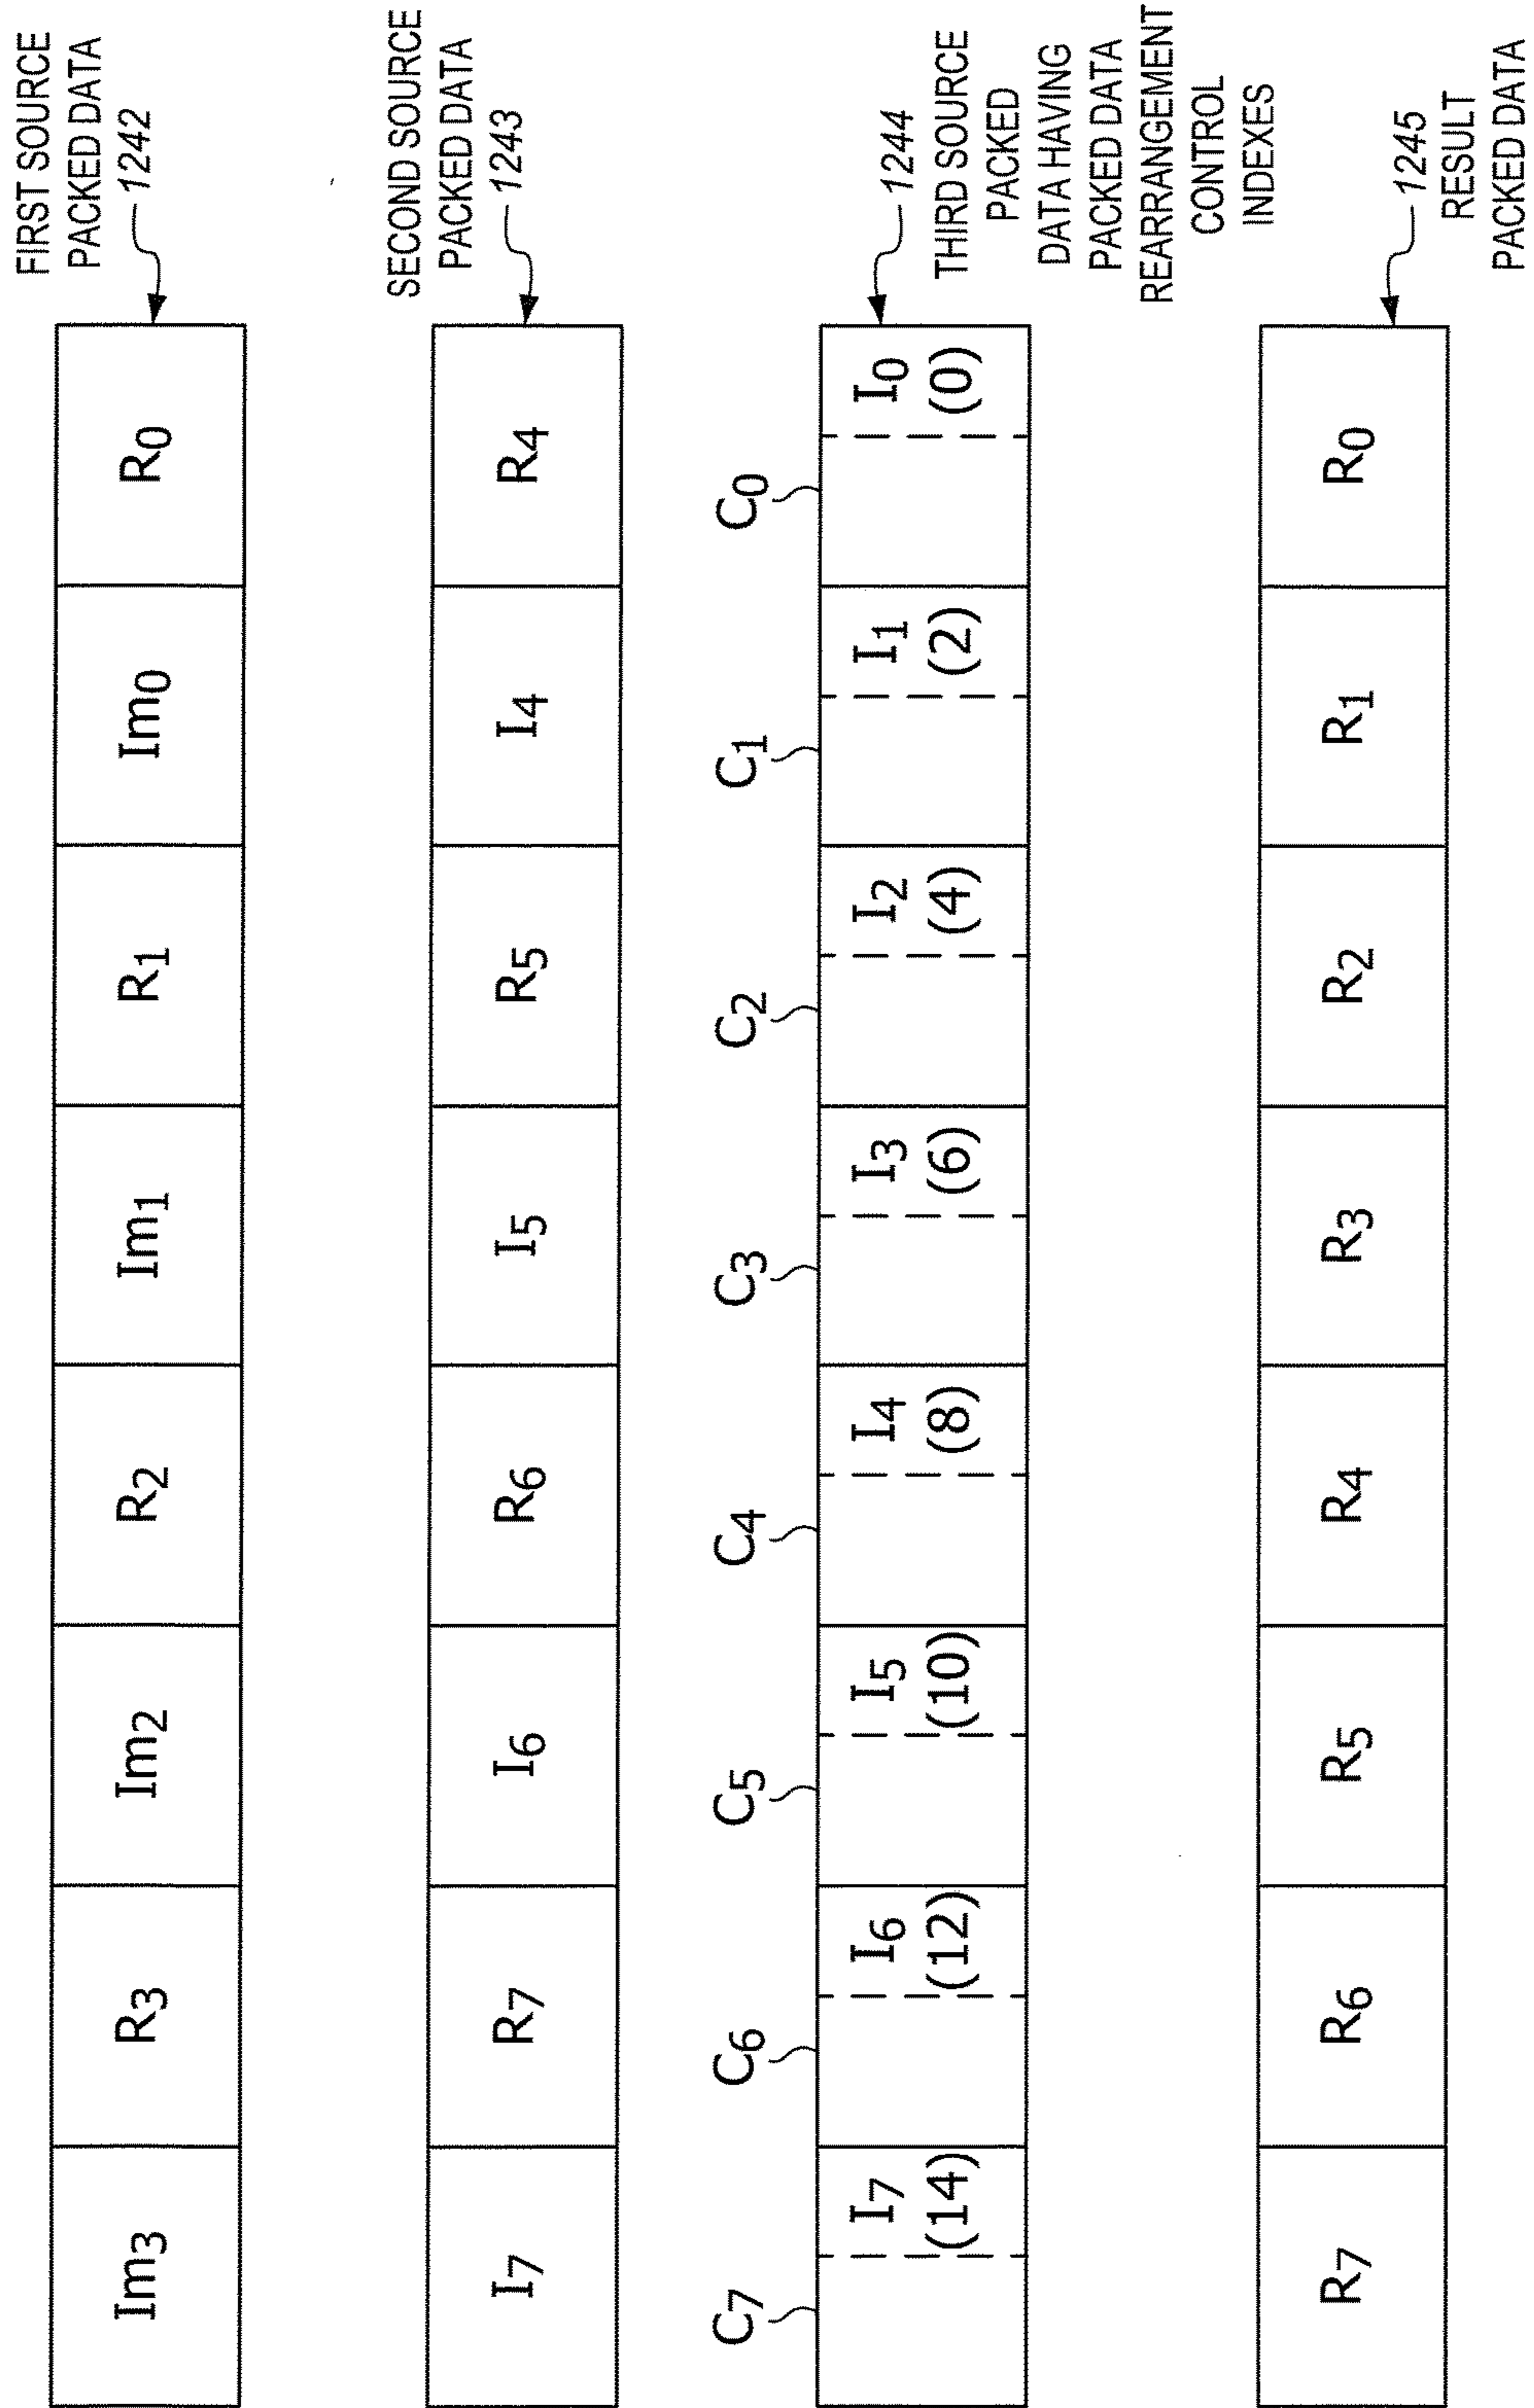 FIRST SOURCE
PACKED DATA
1242
Im3 R3 Im2 R2 Im1 R1 Im0 R0
SECOND SOURCE
PACKED DATA
1243
I7 R7 I6 R6 I5 R5 I4 R4
C7 C6 C5 C4 C3 C2 C1 C0
I7 I6 I5 I4 I3 I2 I1 I0
(14) (12) (10) (8) (6) (4) (2) (0)
1244
THIRD SOURCE
PACKED
DATA HAVING
PACKED DATA
REARRANGEMENT
CONTROL
INDEXES
R7 R6 R5 R4 R3 R2 R1 R0
1245
RESULT
PACKED DATA